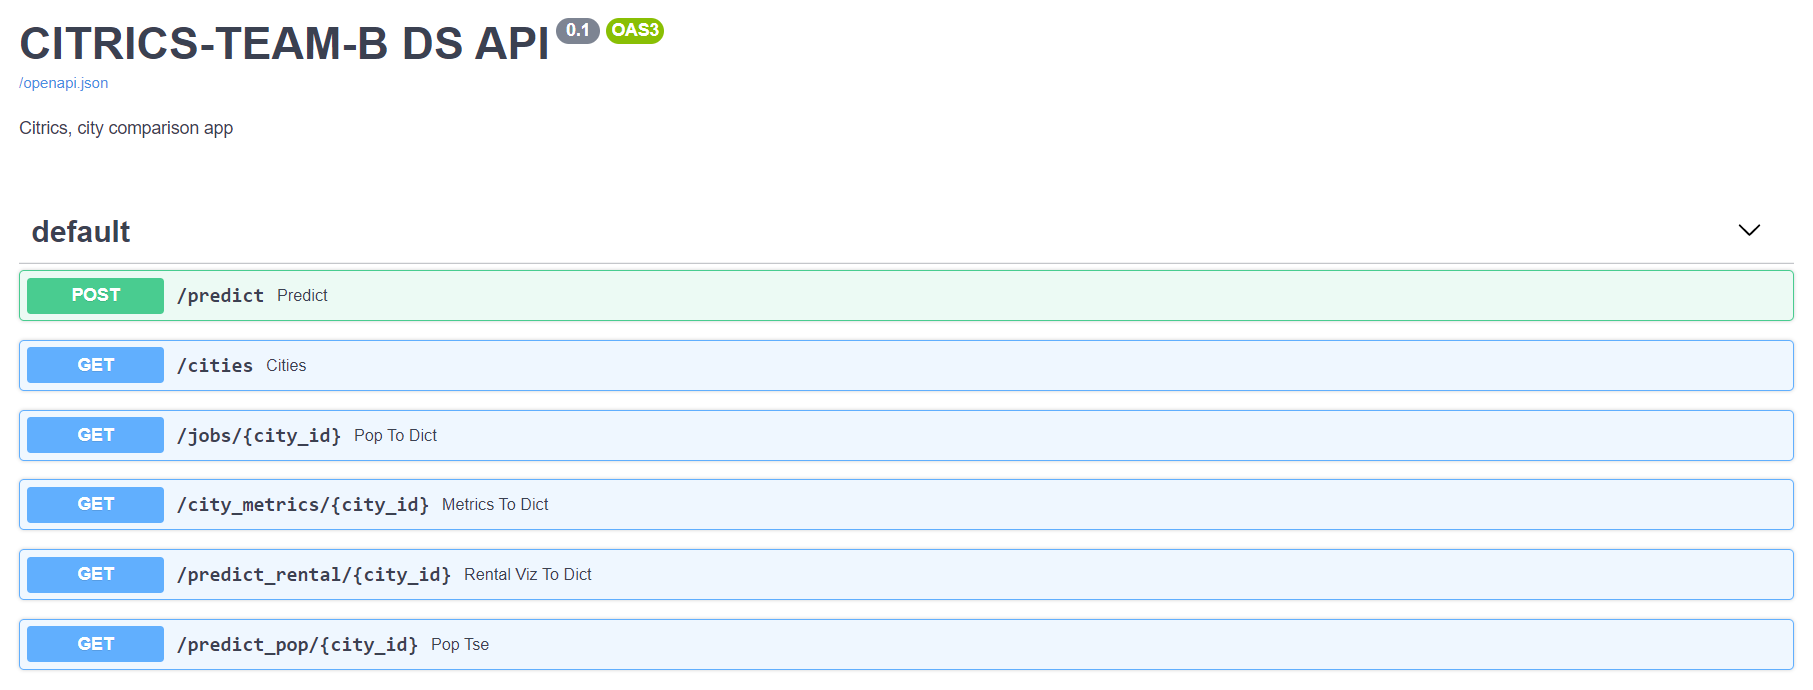 CITRICS-TEAM-B DS API 0.1 OAS3
/openapi.json
Citrics, city comparison app
default
POST /predict Predict
GET /cities Cities
GET /jobs/{city_id} Pop To Dict
GET /city_metrics/{city_id} Metrics To Dict
GET /predict_rental/{city_id} Rental Viz To Dict
GET /predict_pop/{city_id} Pop Tse